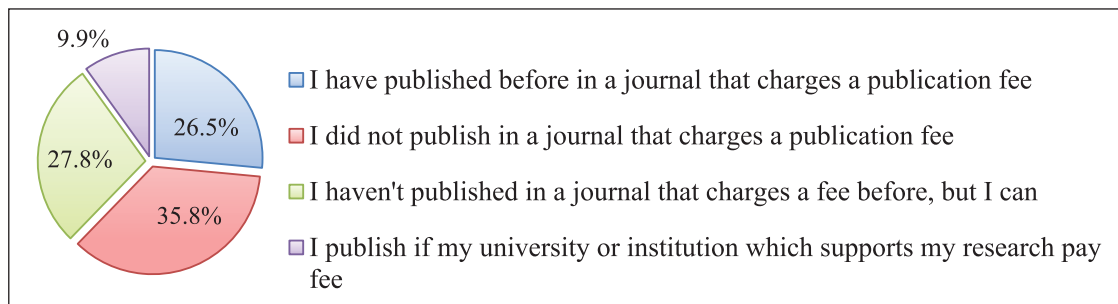 9.9%
I have published before in a journal that charges a publication fee
26.5%
I did not publish in a journal that charges a publication fee
27.8%
I haven't published in a journal that charges a fee before, but I can
35.8%
I publish if my university or institution which supports my research pay
fee